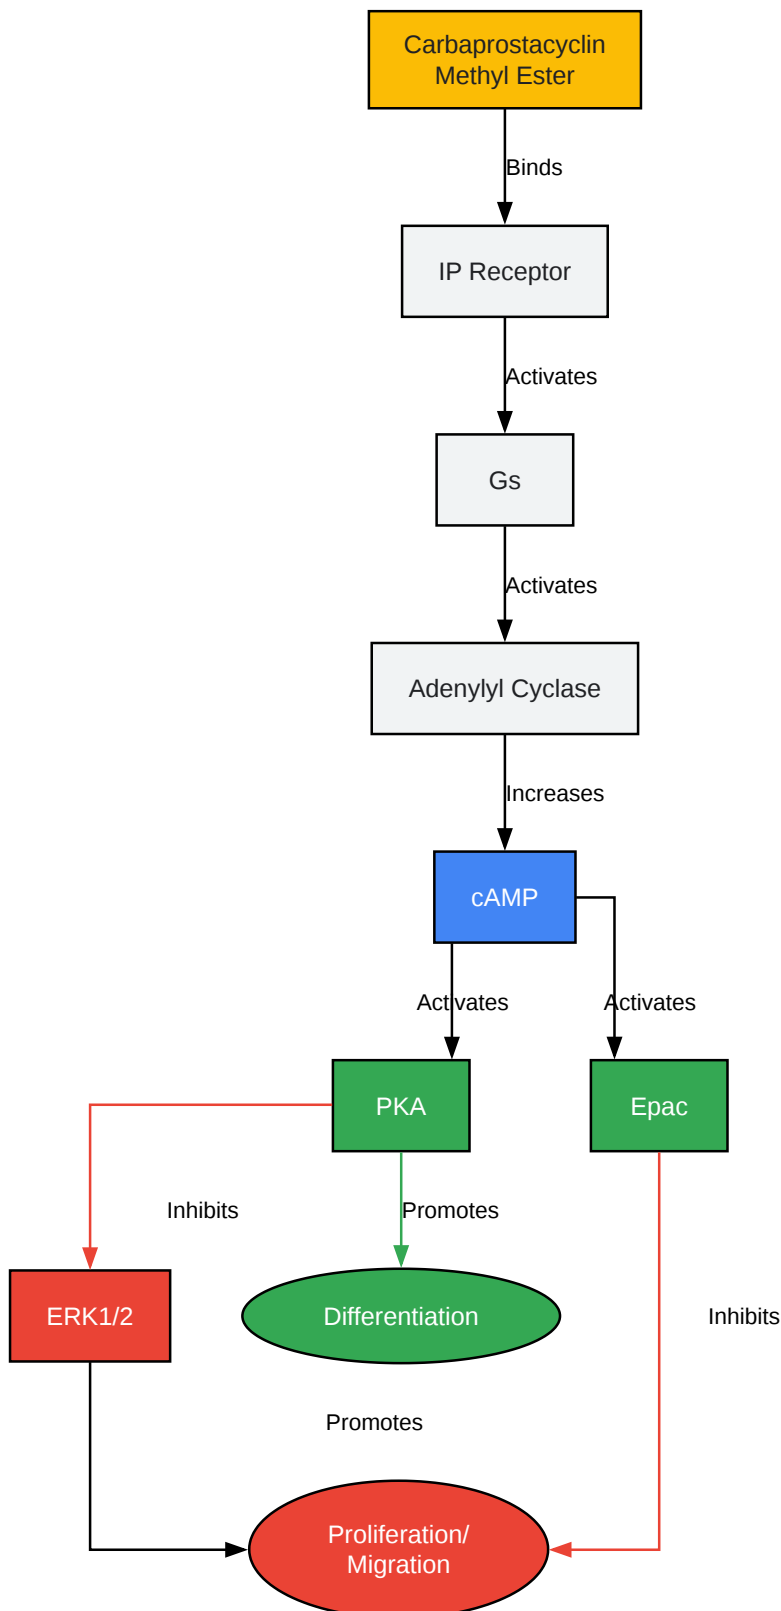 Carbaprostacyclin
Methyl Ester
Binds
IP Receptor
Activates
Gs
Activates
Adenylyl Cyclase
Increases
cAMP
Activates
Activates
PKA
Epac
Inhibits
Promotes
ERK1/2
Differentiation
Inhibits
Promotes
Proliferation/
Migration